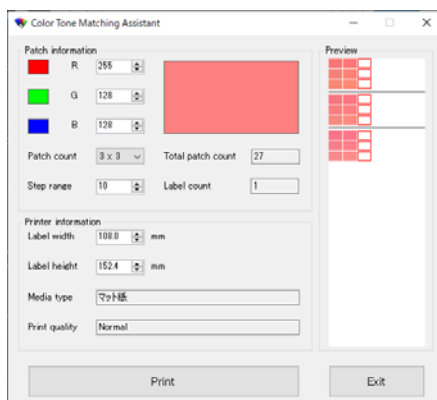 Color Tone Matching Assistant
Patch information
Preview
R 255
G 128
B 128
Patch count 3 x 3 Total patch count 27
Step range 10 Label count 1
Printer information
Label width 108.0 mm
Label height 152.4 mm
Media type マット紙
Print quality Normal
Print Exit